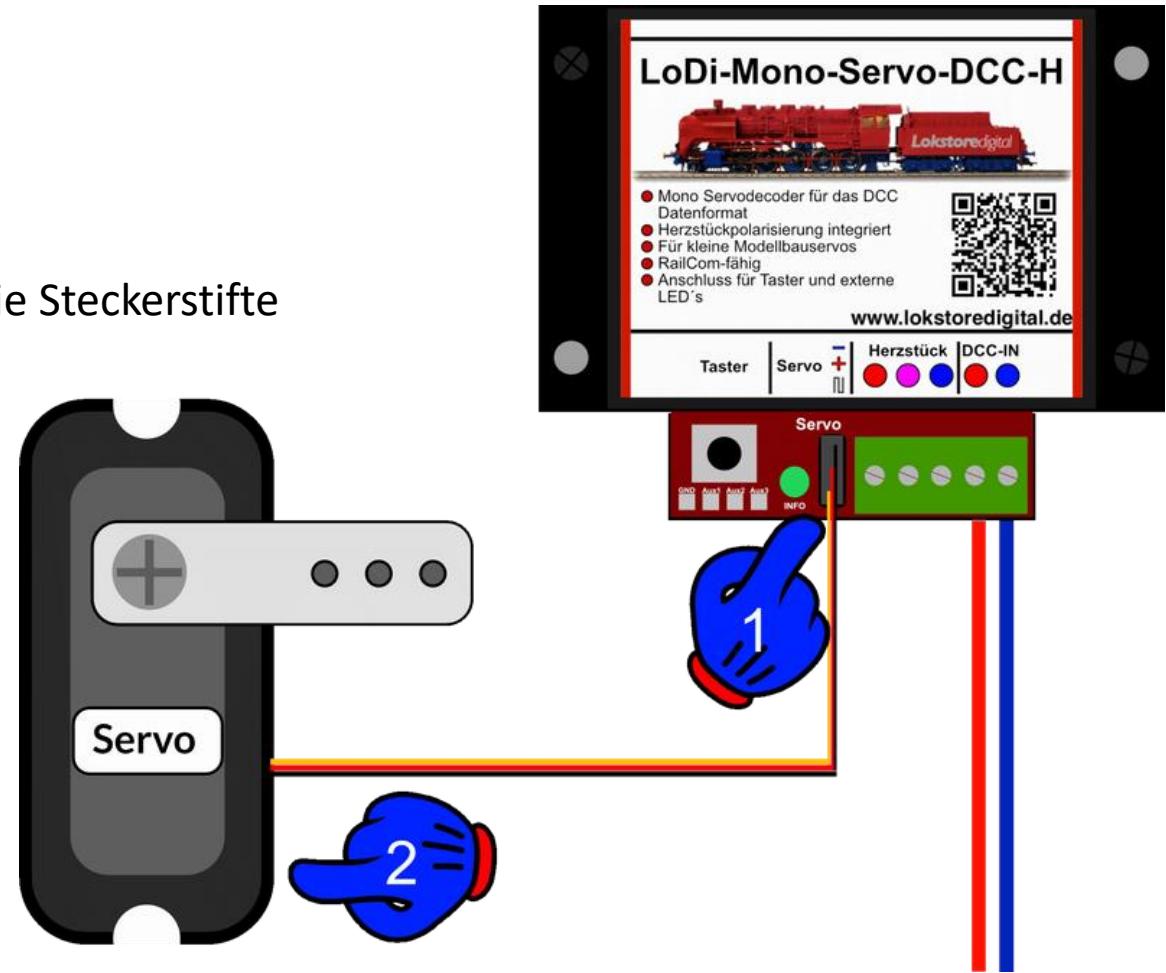 LoDi-Mono-Servo-DCC-H
Lokstoredigital
Mono Servodecoder für das DCC
Datenformat
Herzstückpolarisierung integriert
Für kleine Modellbauservos
RailCom-fähig
Anschluss für Taster und externe
LED´s
www.lokstoredigital.de
Taster
Servo
Herzstück
DCC-IN
ie Steckerstifte
Servo
GND Aux1 Aux2 Aux3
INFO
1
Servo
2